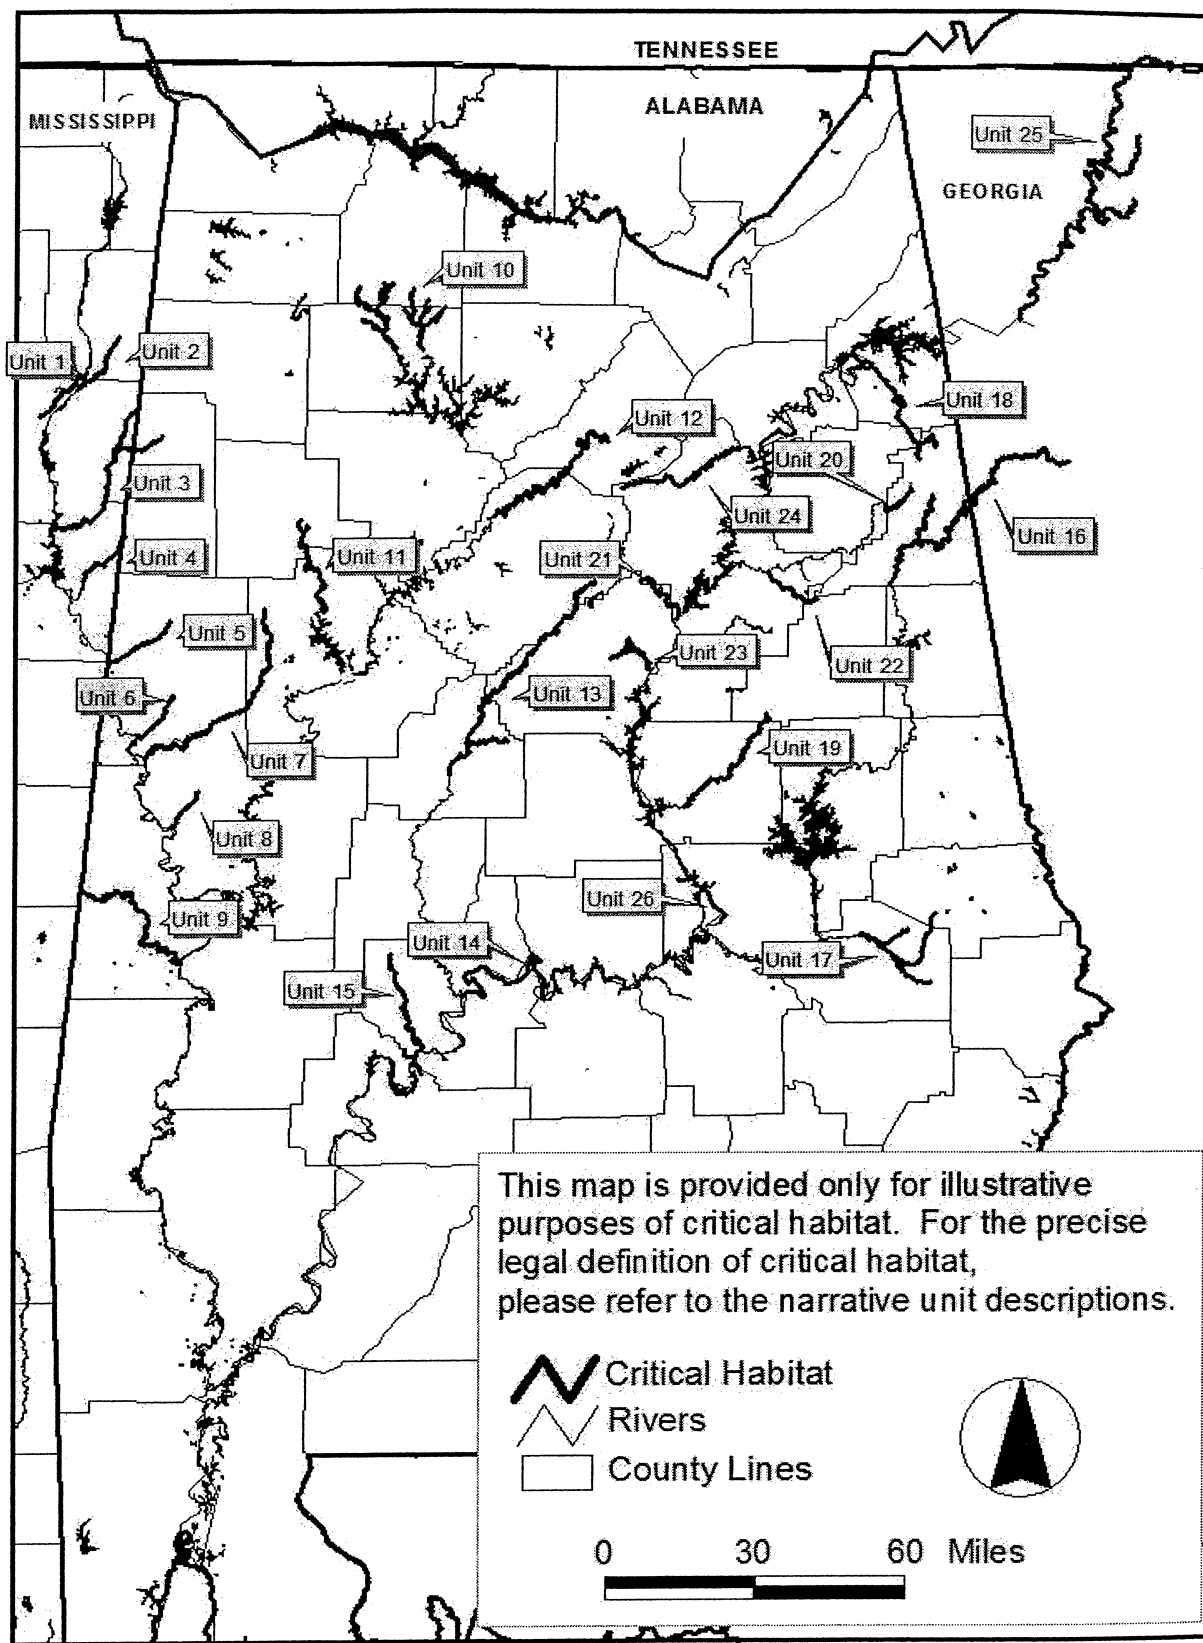 TENNESSEE
ALABAMA
MISSISSIPPI
Unit 25
GEORGIA
Unit 10
Unit 1
Unit 2
Unit 18
Unit 12
Unit 20
Unit 3
Unit 24
Unit 16
Unit 4
Unit 11
Unit 21
Unit 5
Unit 23
Unit 22
Unit 6
Unit 13
Unit 7
Unit 19
Unit 8
Unit 26
Unit 9
Unit 14
Unit 17
Unit 15
This map is provided only for illustrative
purposes of critical habitat. For the precise
legal definition of critical habitat,
please refer to the narrative unit descriptions.
Critical Habitat
Rivers
County Lines
0 30 60 Miles